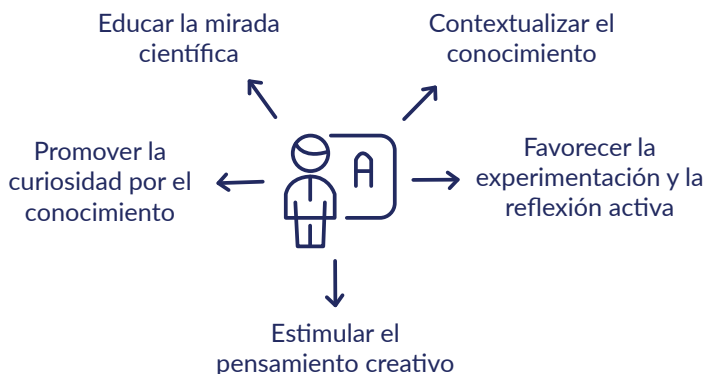 Educar la mirada
científica
Contextualizar el
conocimiento
Promover la
curiosidad por el
conocimiento
A
Favorecer la
experimentación y la
reflexión activa
Estimular el
pensamiento creativo